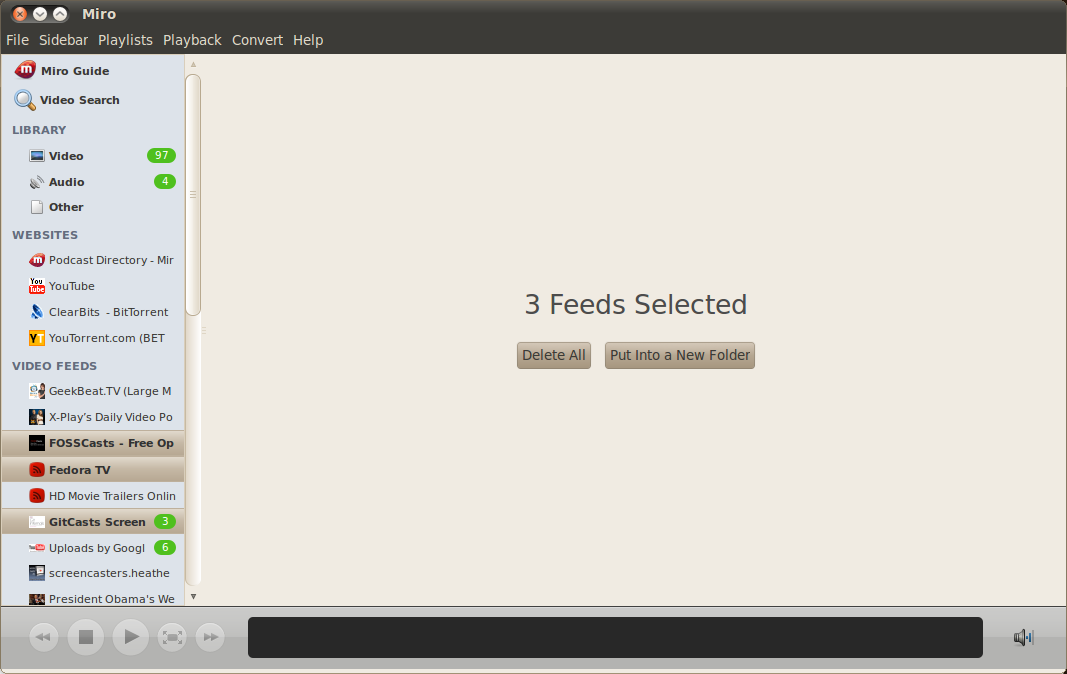 Miro
File Sidebar Playlists Playback Convert Help
Miro Guide
Video Search
LIBRARY
Video 97
Audio 4
Other
WEBSITES
Podcast Directory - Mir
YouTube
ClearBits - BitTorrent
YouTorrent.com (BET
VIDEO FEEDS
GeekBeat.TV (Large M
X-Play's Daily Video Po
FOSSCasts - Free Op
Fedora TV
HD Movie Trailers Onlin
GitCasts Screen 3
Uploads by Googl 6
screencasters.heathe
President Obama's We
3 Feeds Selected
Delete All
Put Into a New Folder